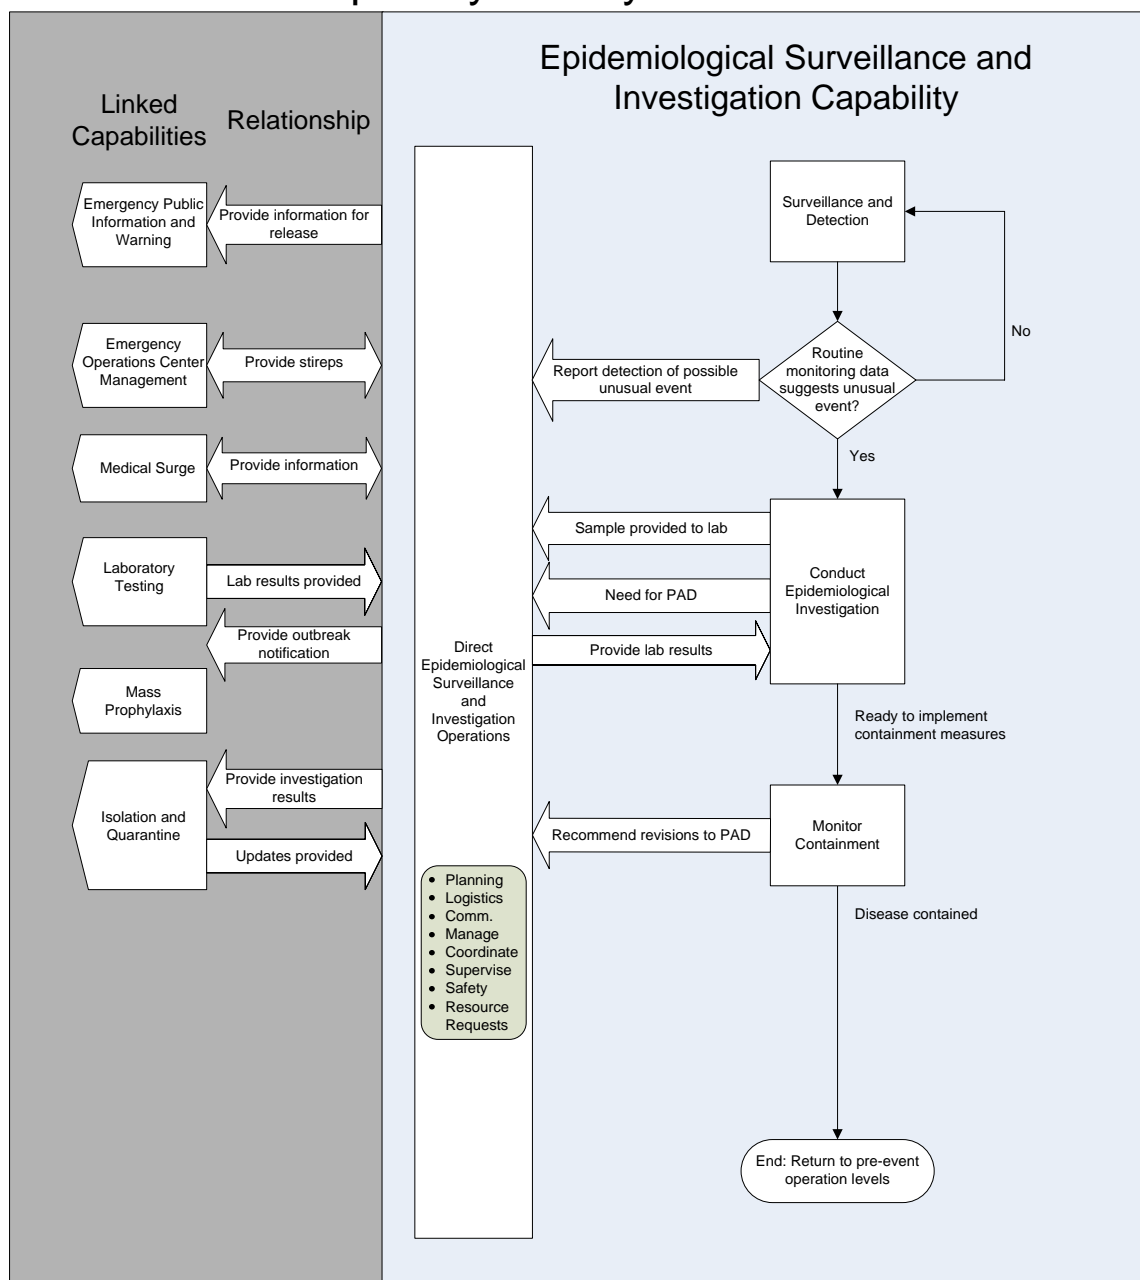 Epidemiological Surveillance and
Investigation Capability
Linked
Capabilities
Relationship
Emergency Public
Information and
Warning
Provide information for
release
Surveillance and
Detection
No
Emergency
Operations Center
Management
Provide stireps
Report detection of possible
unusual event
Routine
monitoring data
suggests unusual
event?
Yes
Medical Surge
Provide information
Sample provided to lab
Laboratory
Testing
Lab results provided
Need for PAD
Conduct
Epidemiological
Investigation
Provide outbreak
notification
Provide lab results
Direct
Epidemiological
Surveillance
and
Investigation
Operations
Mass
Prophylaxis
Ready to implement
containment measures
Provide investigation
results
Isolation and
Quarantine
Updates provided
Recommend revisions to PAD
Monitor
Containment
• Planning
• Logistics
• Comm.
• Manage
• Coordinate
• Supervise
• Safety
• Resource
Requests
Disease contained
End: Return to pre-event
operation levels